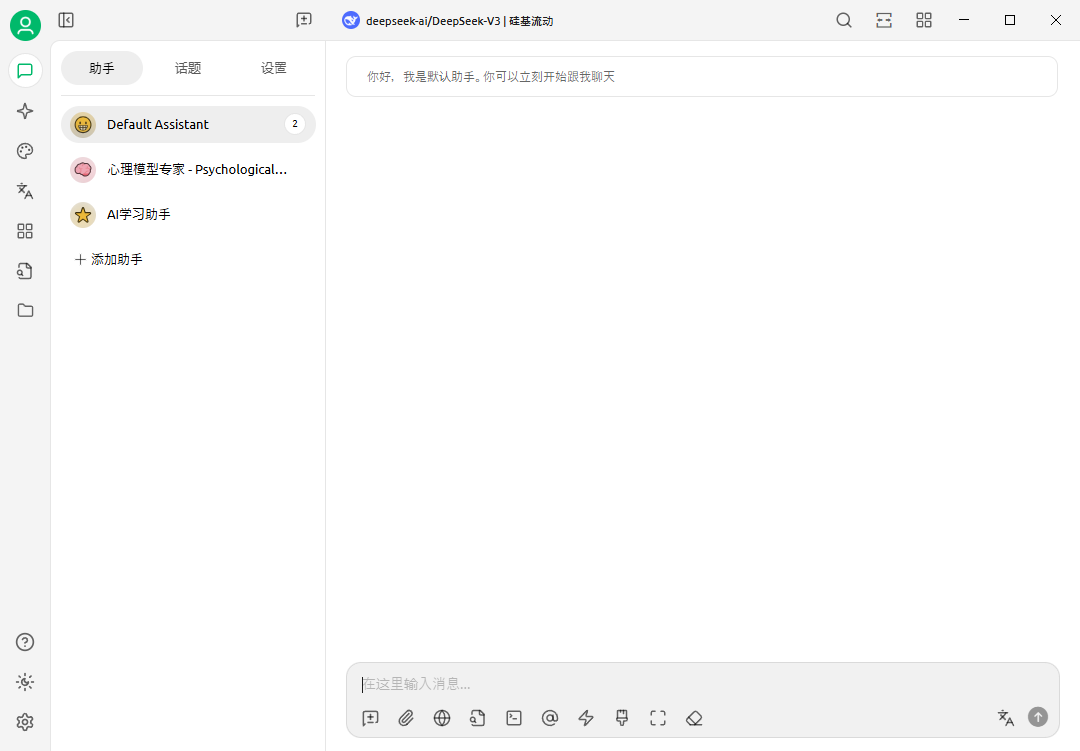 deepseek-ai/DeepSeek-V3 | 硅基流动
助手
话题
设置
Default Assistant
2
心理模型专家 - Psychological...
AI学习助手
添加助手
你好，我是默认助手。你可以立刻开始跟我聊天
在这里输入消息...